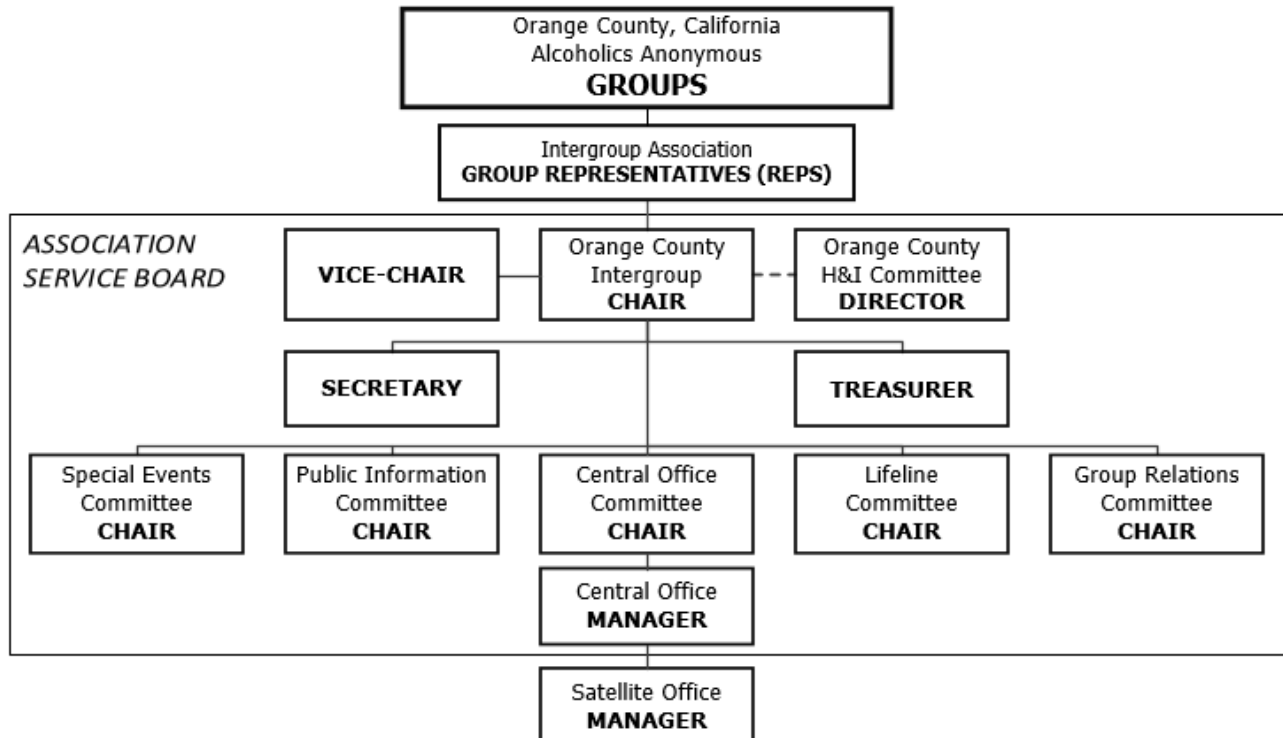 Orange County, California
Alcoholics Anonymous
GROUPS
Intergroup Association
GROUP REPRESENTATIVES (REPS)
ASSOCIATION
SERVICE BOARD
VICE-CHAIR
Orange County
Intergroup
CHAIR
Orange County
H&I Committee
DIRECTOR
SECRETARY
TREASURER
Special Events
Committee
CHAIR
Public Information
Committee
CHAIR
Central Office
Committee
CHAIR
Lifeline
Committee
CHAIR
Group Relations
Committee
CHAIR
Central Office
MANAGER
Satellite Office
MANAGER